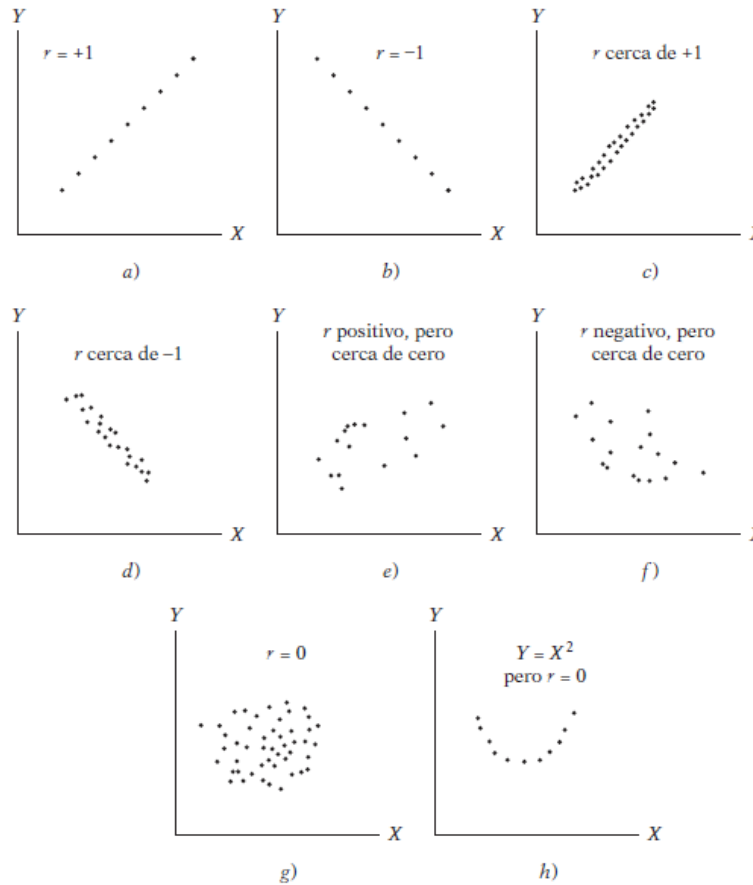 Y
r = +1
X
a)
Y
r = −1
X
b)
Y
r cerca de +1
X
c)
Y
r cerca de −1
X
d)
Y
r positivo, pero
cerca de cero
X
e)
Y
r negativo, pero
cerca de cero
X
f)
Y
r = 0
X
g)
Y
Y = X²
pero r = 0
X
h)